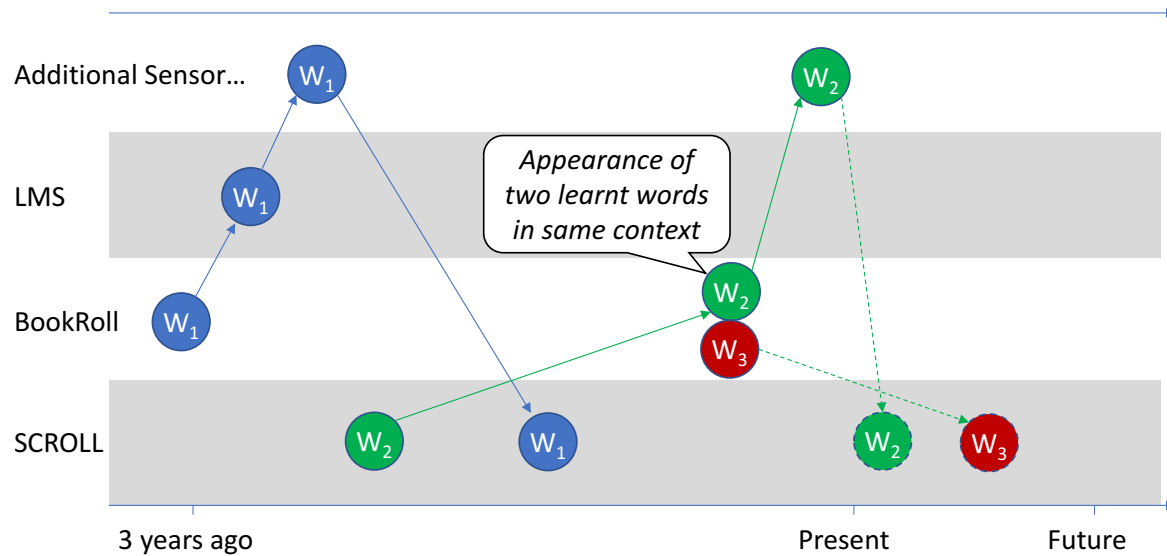 Additional Sensor…
W₁
W₂
LMS
W₁
Appearance of
two learnt words
in same context
BookRoll
W₁
W₂
W₃
SCROLL
W₂
W₁
W₂
W₃
3 years ago
Present
Future